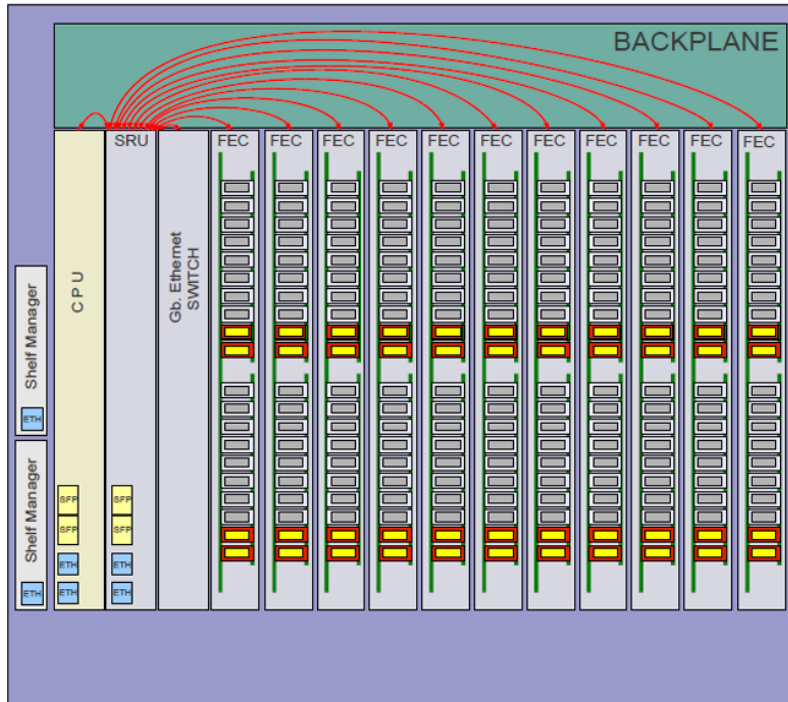 BACKPLANE
SRU
FEC
FEC
FEC
FEC
FEC
FEC
FEC
FEC
FEC
FEC
FEC
CPU
Gb. Ethernet
SWITCH
Shelf Manager
ETH
Shelf Manager
ETH
SFP
SFP
ETH
ETH
SFP
SFP
ETH
ETH